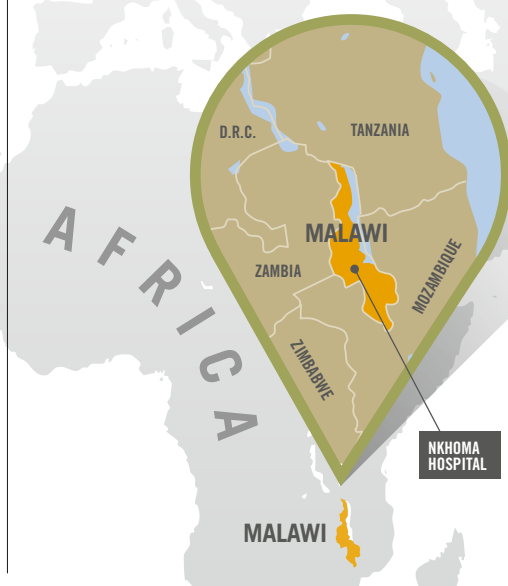 D.R.C.
TANZANIA
MALAWI
ZAMBIA
MOZAMBIQUE
ZIMBABWE
AFRICA
NKHOMA
HOSPITAL
MALAWI